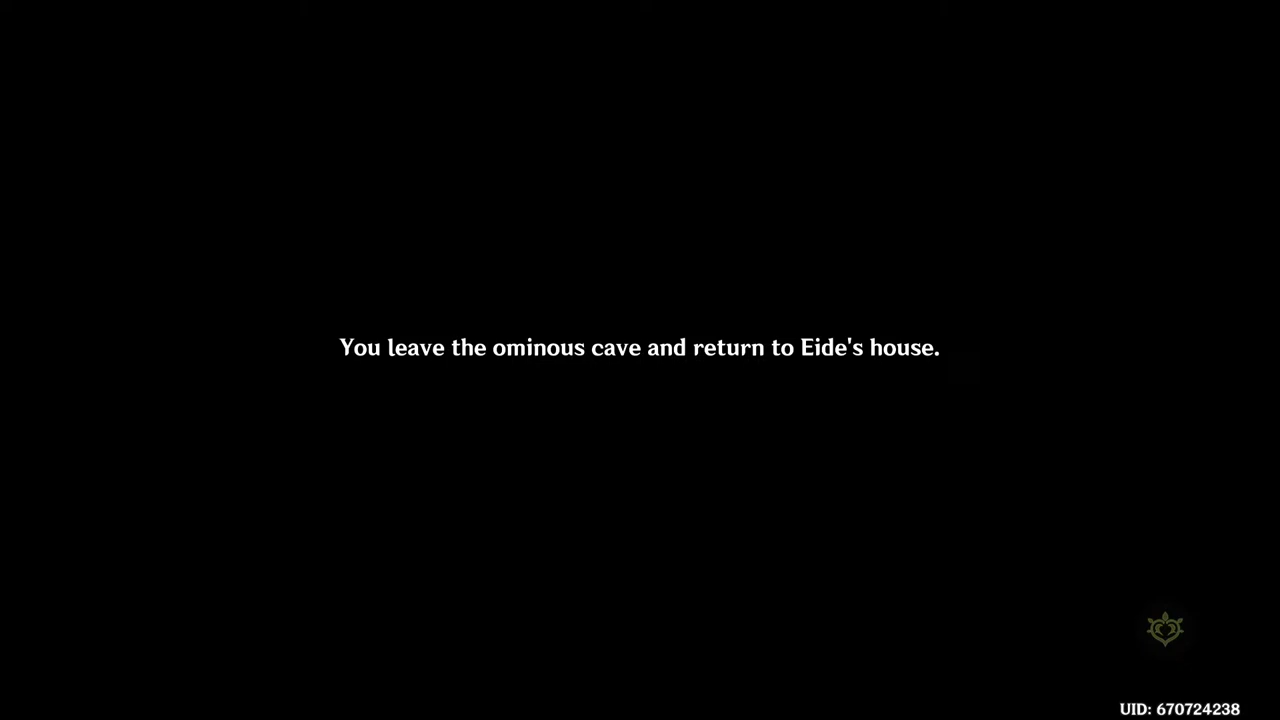 You leave the ominous cave and return to Eide's house.
UID: 670724238